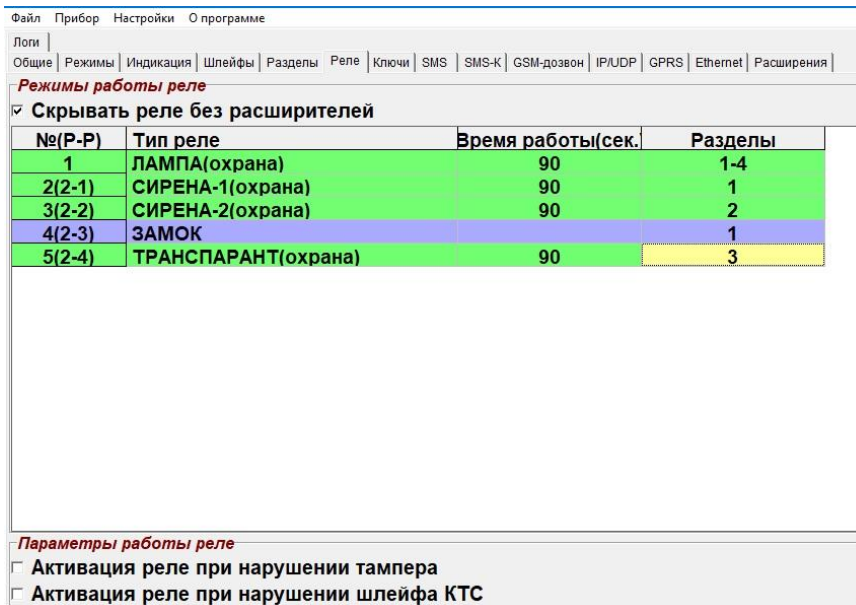 Файл Прибор Настройки О программе
Логи
Общие Режимы Индикация Шлейфы Разделы Реле Ключи SMS SMS-K GSM-дозвон IP/UDP GPRS Ethernet Расширения
Режимы работы реле
Скрывать реле без расширителей
№(Р-Р) Тип реле Время работы(сек.) Разделы
1 ЛАМПА(охрана) 90 1-4
2(2-1) СИРЕНА-1(охрана) 90 1
3(2-2) СИРЕНА-2(охрана) 90 2
4(2-3) ЗАМОК 1
5(2-4) ТРАНСПАРАНТ(охрана) 90 3
Параметры работы реле
Активация реле при нарушении тампера
Активация реле при нарушении шлейфа КТС